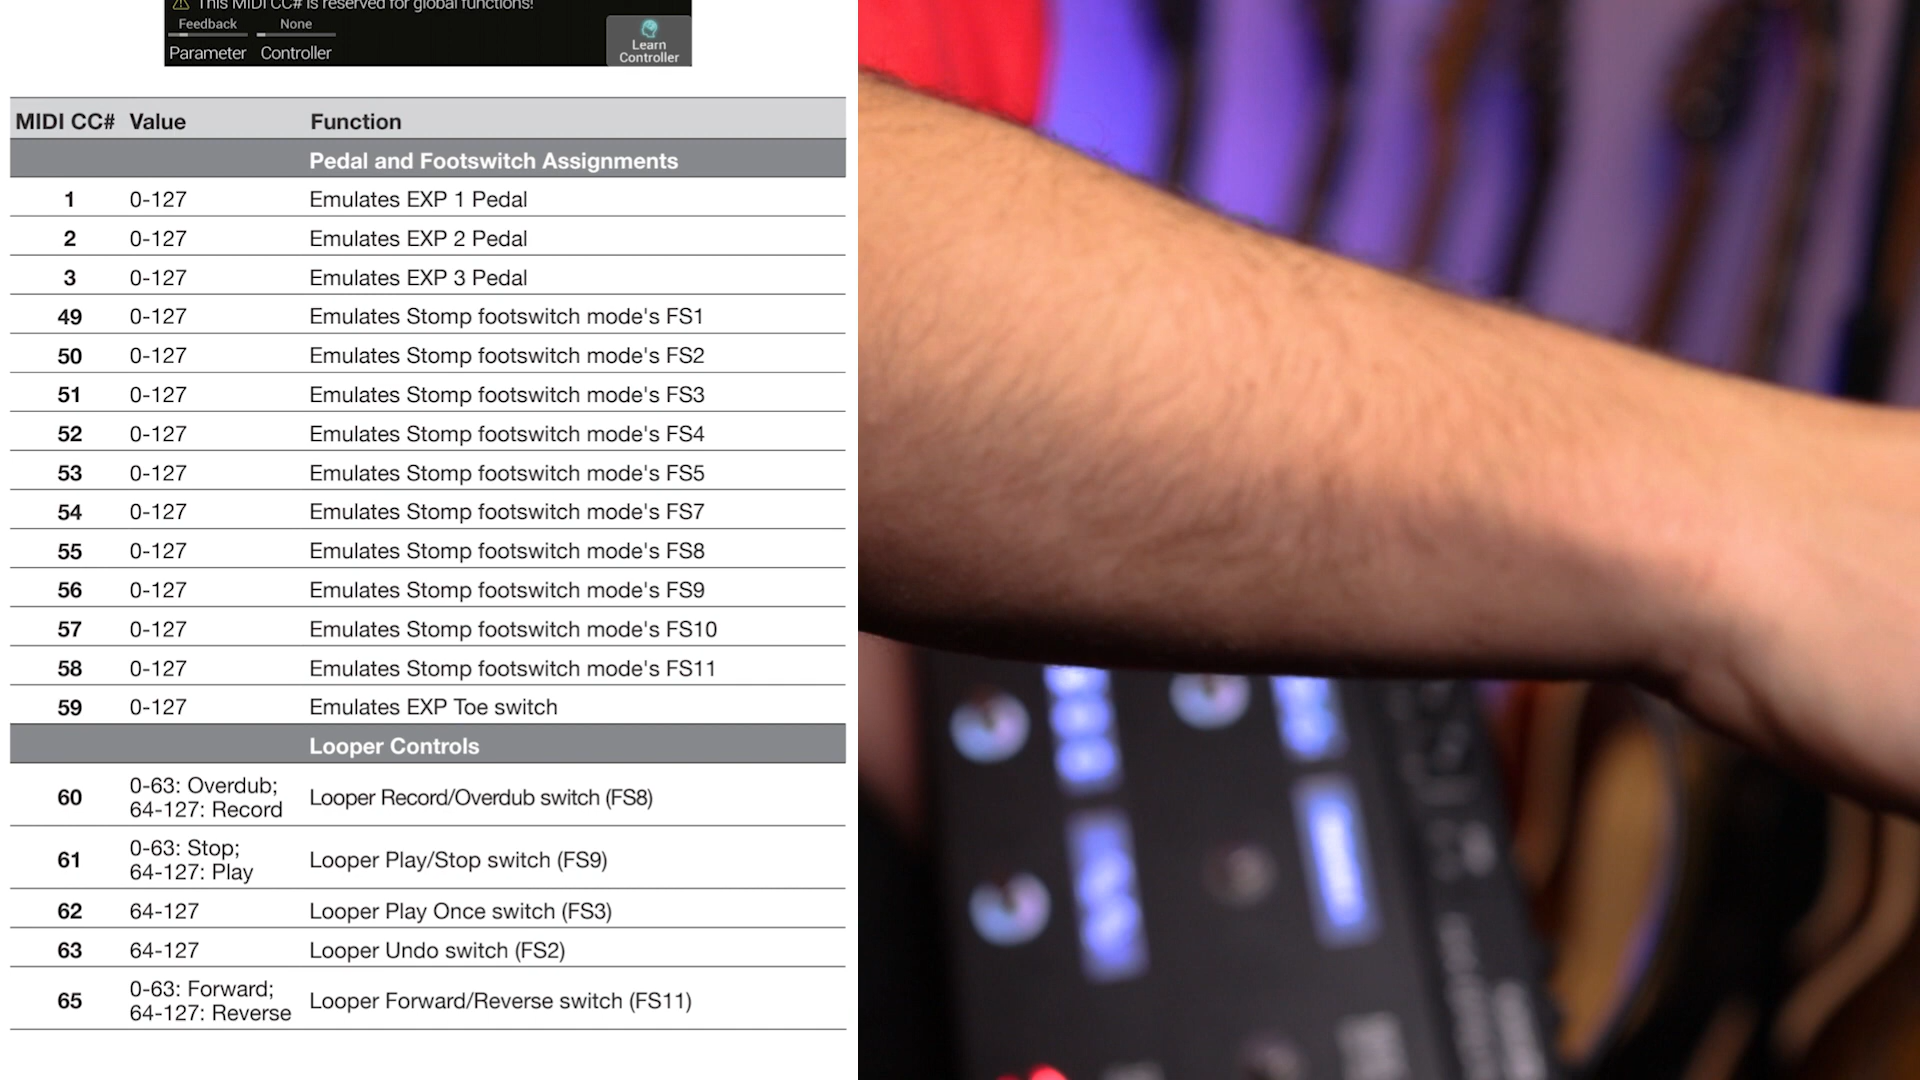 ⚠ This MIDI CC# is reserved for global functions!
Feedback None
Parameter Controller
Learn
Controller
MIDI CC# Value Function
Pedal and Footswitch Assignments
1 0-127 Emulates EXP 1 Pedal
2 0-127 Emulates EXP 2 Pedal
3 0-127 Emulates EXP 3 Pedal
49 0-127 Emulates Stomp footswitch mode's FS1
50 0-127 Emulates Stomp footswitch mode's FS2
51 0-127 Emulates Stomp footswitch mode's FS3
52 0-127 Emulates Stomp footswitch mode's FS4
53 0-127 Emulates Stomp footswitch mode's FS5
54 0-127 Emulates Stomp footswitch mode's FS7
55 0-127 Emulates Stomp footswitch mode's FS8
56 0-127 Emulates Stomp footswitch mode's FS9
57 0-127 Emulates Stomp footswitch mode's FS10
58 0-127 Emulates Stomp footswitch mode's FS11
59 0-127 Emulates EXP Toe switch
Looper Controls
60 0-63: Overdub;
64-127: Record Looper Record/Overdub switch (FS8)
61 0-63: Stop;
64-127: Play Looper Play/Stop switch (FS9)
62 64-127 Looper Play Once switch (FS3)
63 64-127 Looper Undo switch (FS2)
65 0-63: Forward;
64-127: Reverse Looper Forward/Reverse switch (FS11)